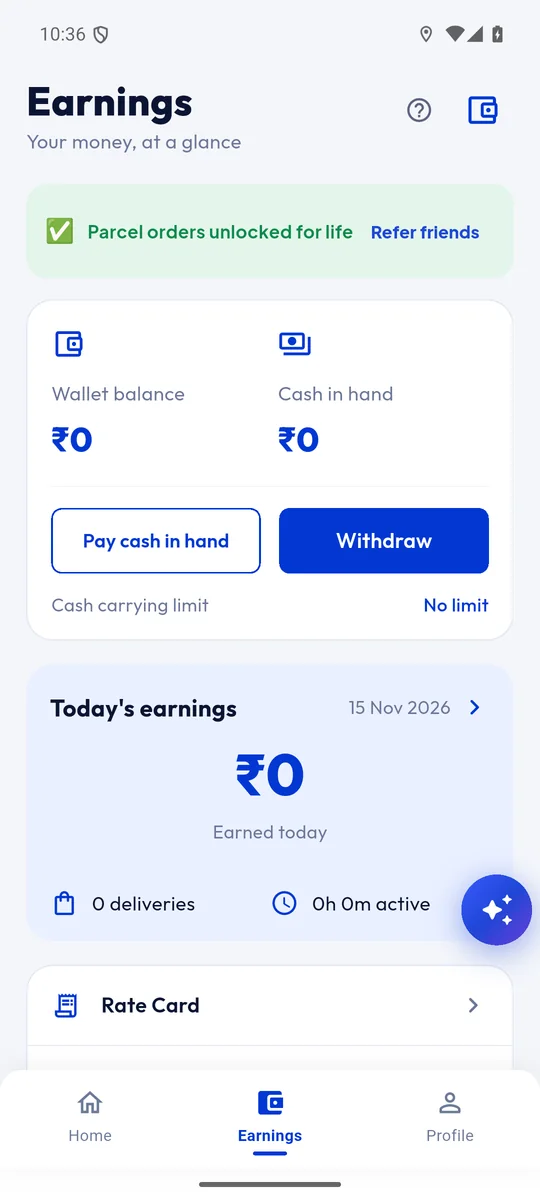 10:36
Earnings
Your money, at a glance
Parcel orders unlocked for life Refer friends
Wallet balance Cash in hand
₹0 ₹0
Pay cash in hand Withdraw
Cash carrying limit No limit
Today's earnings 15 Nov 2026
₹0
Earned today
0 deliveries 0h 0m active
Rate Card
Home Earnings Profile